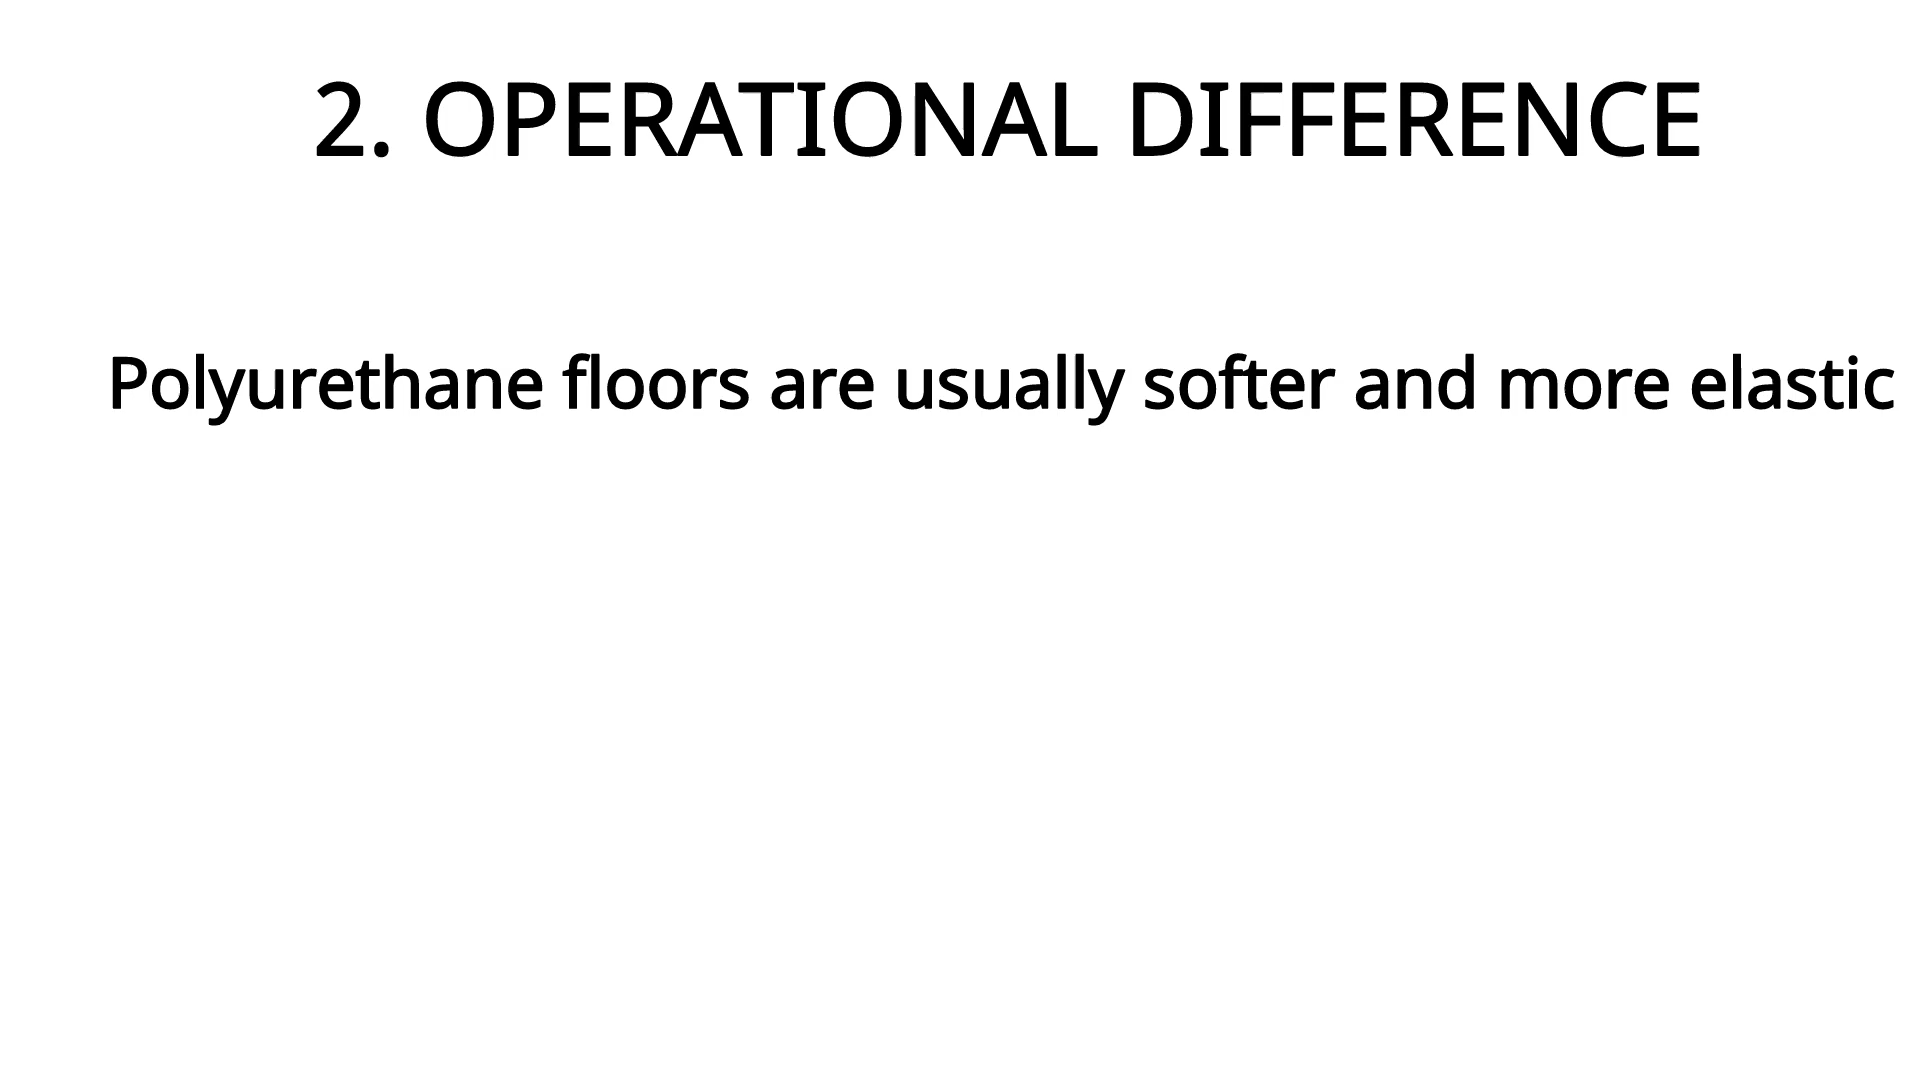 2. OPERATIONAL DIFFERENCE
Polyurethane floors are usually softer and more elastic